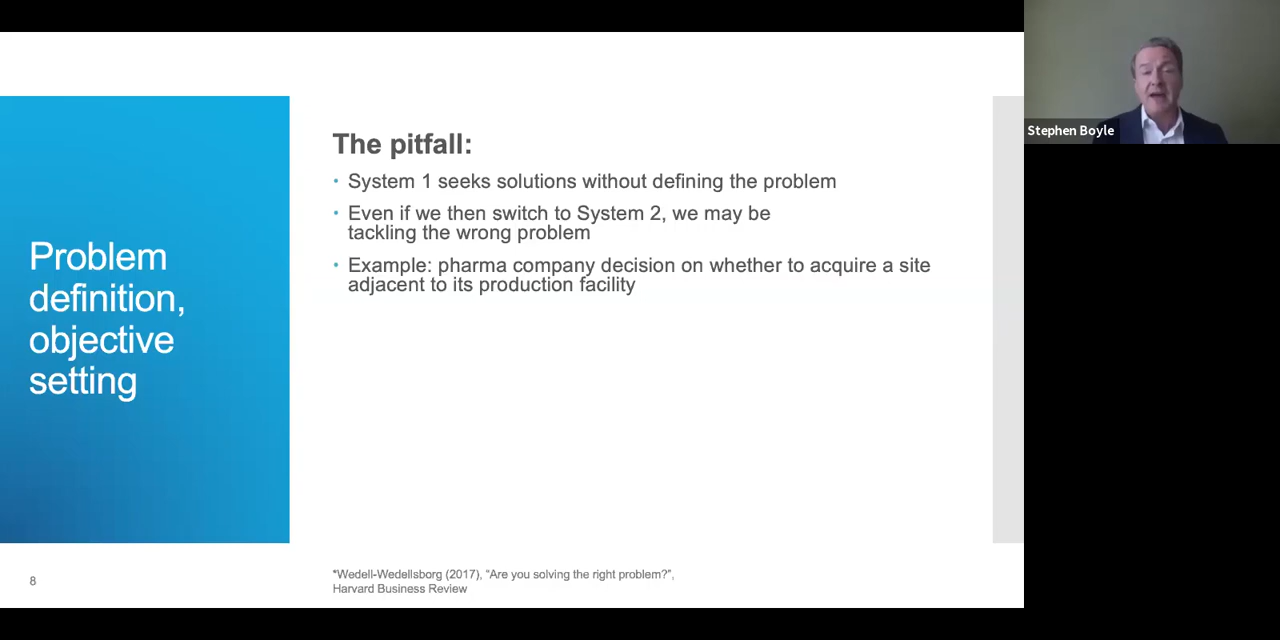 Problem
definition,
objective
setting
The pitfall:
• System 1 seeks solutions without defining the problem
• Even if we then switch to System 2, we may be
tackling the wrong problem
• Example: pharma company decision on whether to acquire a site
adjacent to its production facility
8
*Wedell-Wedellsborg (2017), “Are you solving the right problem?”,
Harvard Business Review
Stephen Boyle